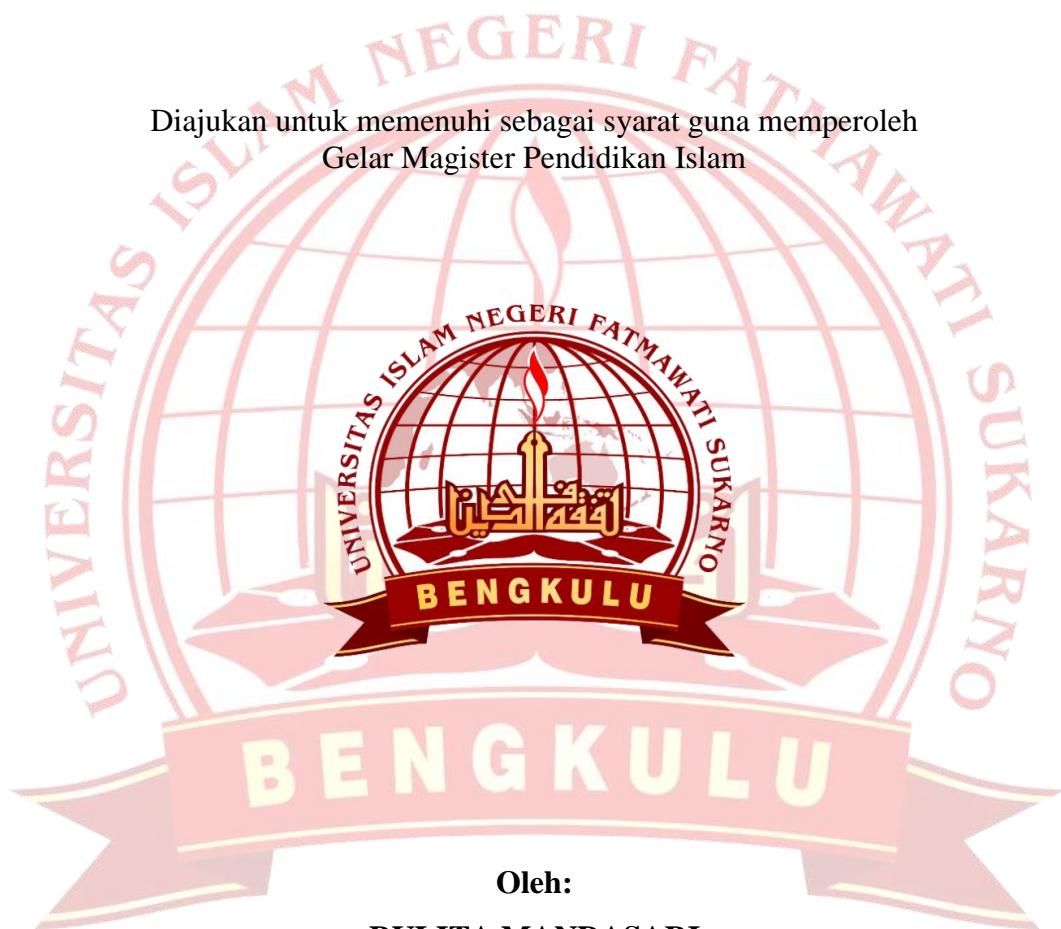 UNIVERSITAS ISLAM NEGERI FATMAWATI SUKARNO
Diajukan untuk memenuhi sebagai syarat guna memperoleh
Gelar Magister Pendidikan Islam
UNIVERSITAS ISLAM NEGERI FATMAWATI SUKARNO
BENGKULU
BENGKULU
Oleh:
MANDASARI